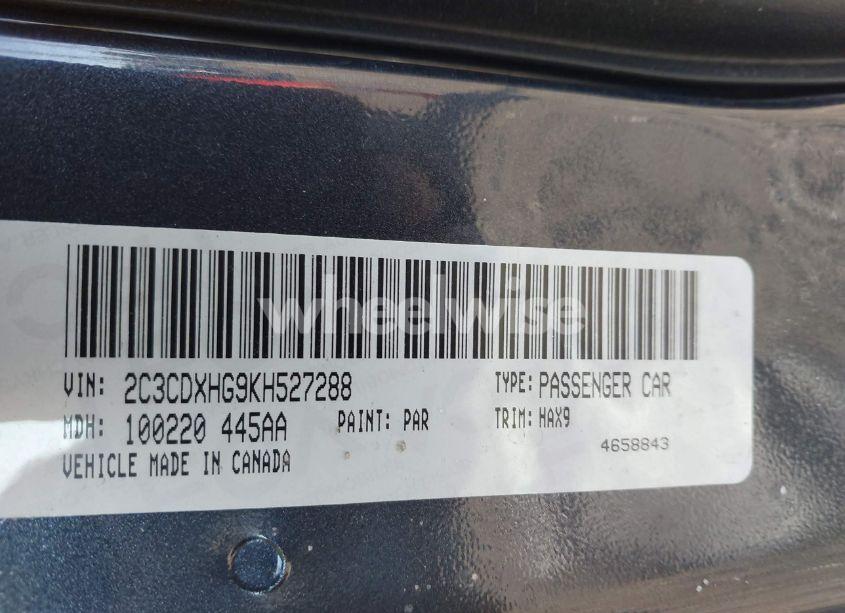 wheelwise
VIN: 2C3CDXHG9KH527288 TYPE: PASSENGER CAR
MDH: 100220 445AA PAINT: PAR TRIM: HAX9
VEHICLE MADE IN CANADA 4658843